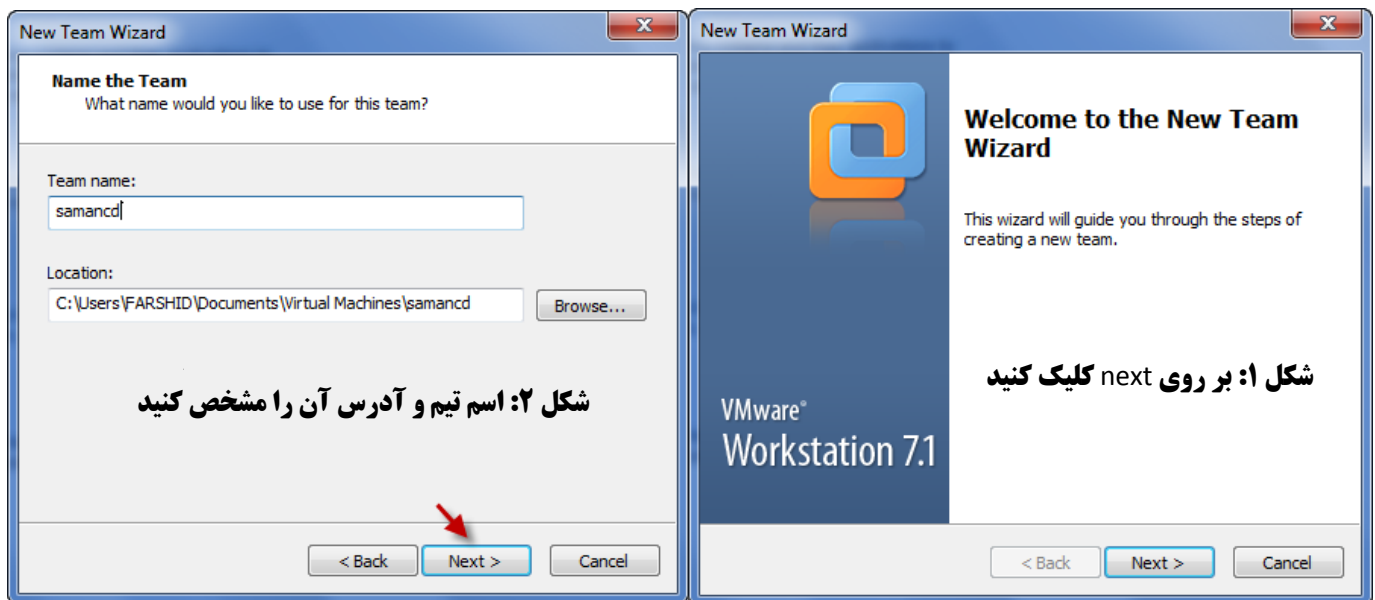 New Team Wizard
Name the Team
What name would you like to use for this team?
Team name:
samancd
Location:
C:\Users\FARSHID\Documents\Virtual Machines\samancd
Browse...
شکل ۲: اسم تیم و آدرس آن را مشخص کنید
< Back
Next >
Cancel
New Team Wizard
Welcome to the New Team
Wizard
This wizard will guide you through the steps of
creating a new team.
شکل ۱: بر روی next کلیک کنید
VMware®
Workstation 7.1
< Back
Next >
Cancel